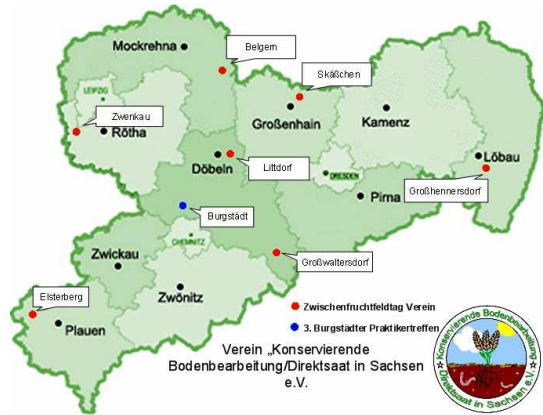 Belgern
Mockrehna
Skäßchen
LEIPZIG
Zwenkau
Rötha
Großenhain
Kamenz
Döbeln
Littdorf
DRESDEN
Löbau
Großhennersdorf
Pirna
Burgstädt
CHEMNITZ
Zwickau
Großwaltersdorf
Elsterberg
Zwönitz
Plauen
Zwischenfruchtfeldtag Verein
3. Burgstädter Praktikertreffen
Verein „Konservierende
Bodenbearbeitung/Direktsaat in Sachsen
e.V.
Konservierende Bodenbearbeitung
Direktsaat in Sachsen e.V.